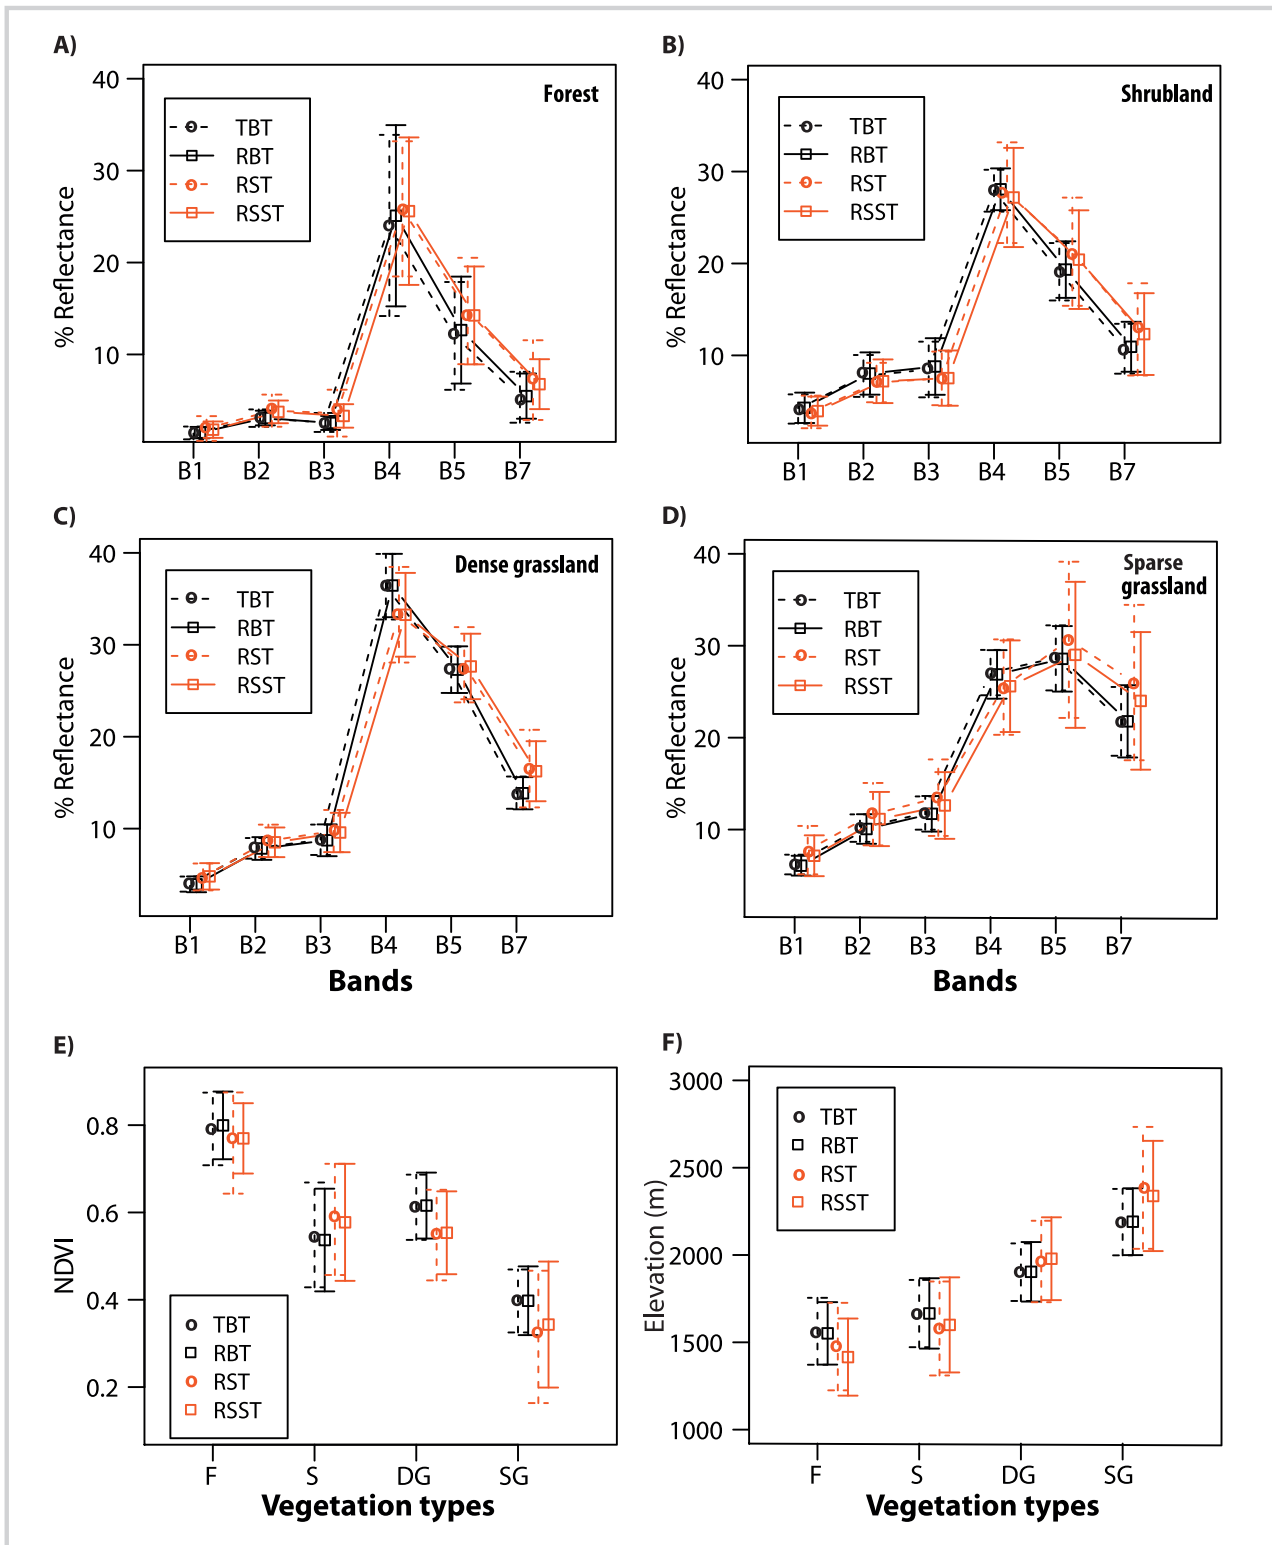 A)
Forest
TBT
RBT
RST
RSST
40
30
20
10
% Reflectance
B1 B2 B3 B4 B5 B7
B)
Shrubland
TBT
RBT
RST
RSST
40
30
20
10
% Reflectance
B1 B2 B3 B4 B5 B7
C)
Dense grassland
TBT
RBT
RST
RSST
40
30
20
10
% Reflectance
B1 B2 B3 B4 B5 B7
Bands
D)
Sparse
grassland
TBT
RBT
RST
RSST
40
30
20
10
% Reflectance
B1 B2 B3 B4 B5 B7
Bands
E)
0.8
0.6
0.4
0.2
NDVI
TBT
RBT
RST
RSST
F S DG SG
Vegetation types
F)
3000
2500
2000
1500
1000
Elevation (m)
TBT
RBT
RST
RSST
F S DG SG
Vegetation types